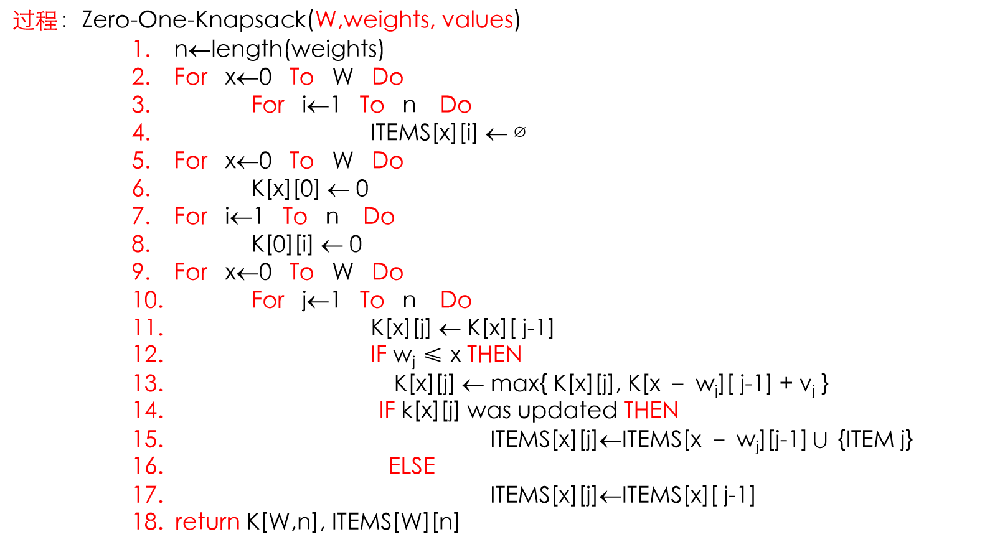 过程：Zero-One-Knapsack(W,weights, values)
1. n←length(weights)
2. For x←0 To W Do
3. For i←1 To n Do
4. ITEMS[x][i] ← ∅
5. For x←0 To W Do
6. K[x][0] ← 0
7. For i←1 To n Do
8. K[0][i] ← 0
9. For x←0 To W Do
10. For j←1 To n Do
11. K[x][j] ← K[x][ j-1]
12. IF wⱼ ⩽ x THEN
13. K[x][j] ← max{ K[x][j], K[x – wⱼ][ j-1] + vⱼ }
14. IF k[x][j] was updated THEN
15. ITEMS[x][j]←ITEMS[x – wⱼ][j-1] ∪ {ITEM j}
16. ELSE
17. ITEMS[x][j]←ITEMS[x][ j-1]
18. return K[W,n], ITEMS[W][n]